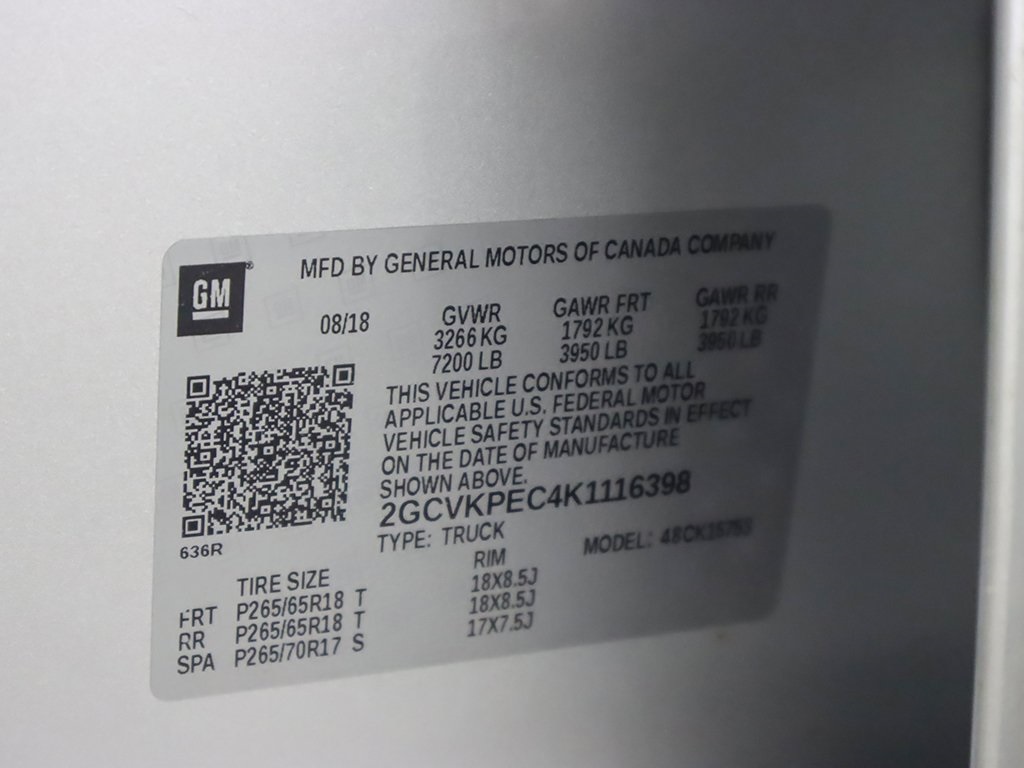 GM
MFD BY GENERAL MOTORS OF CANADA COMPANY
08/18
GVWR GAWR FRT GAWR RR
3266 KG 1792 KG 1792 KG
7200 LB 3950 LB 3950 LB
THIS VEHICLE CONFORMS TO ALL
APPLICABLE U.S. FEDERAL MOTOR
VEHICLE SAFETY STANDARDS IN EFFECT
ON THE DATE OF MANUFACTURE
SHOWN ABOVE.
2GCVKPEC4K1116398
636R
TYPE: TRUCK MODEL:
TIRE SIZE RIM
FRT P265/65R18 T 18X8.5J
RR P265/65R18 T 18X8.5J
SPA P265/70R17 S 17X7.5J